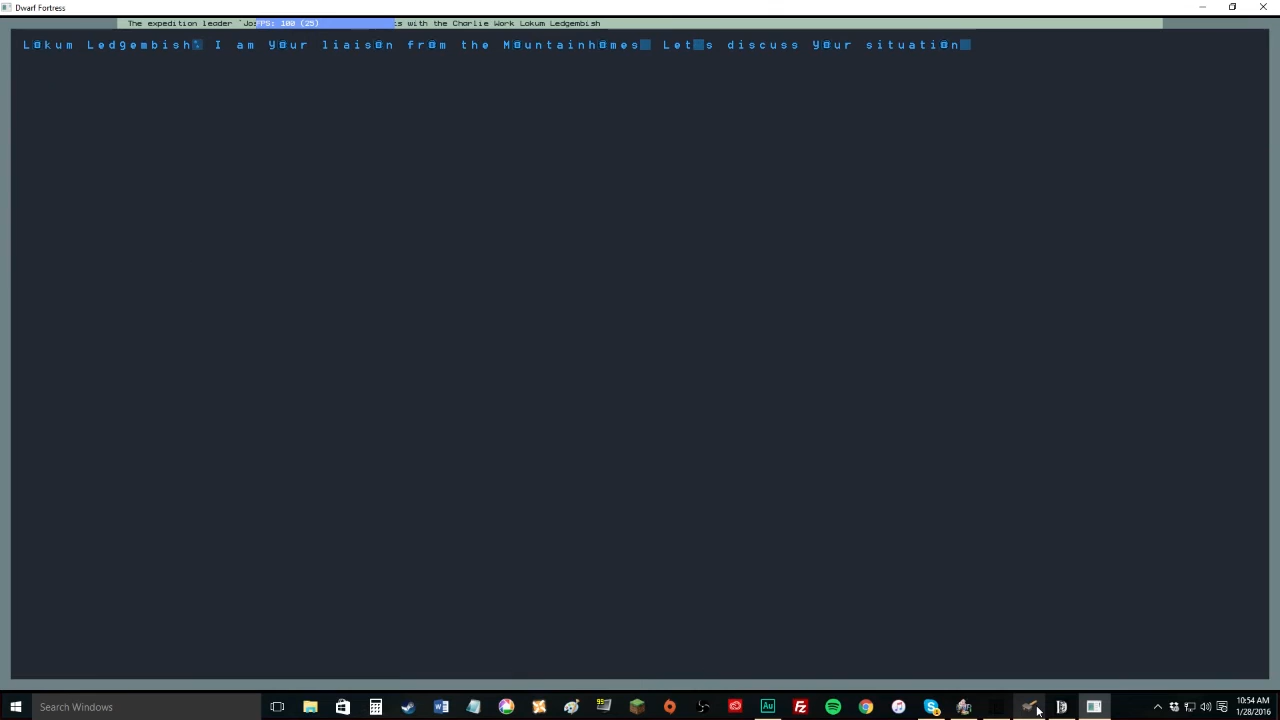 Dwarf Fortress
The expedition leader `Jos FPS: 100 (25) is with the Charlie Work Lokum Ledgembish
Lokum Ledgembish: I am your liaison from the Mountainhomes. Let's discuss your situation.
Search Windows
10:54 AM
1/28/2016